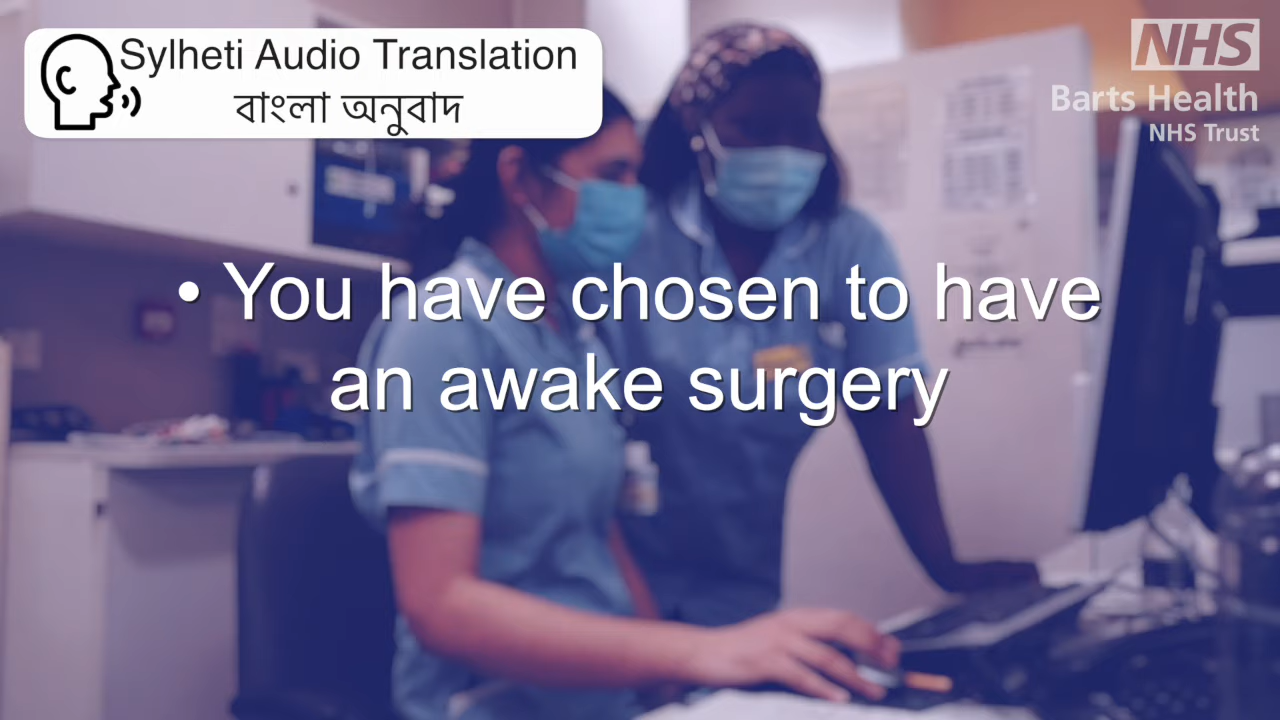 Sylheti Audio Translation
বাংলা অনুবাদ
NHS
Barts Health
NHS Trust
• You have chosen to have
an awake surgery